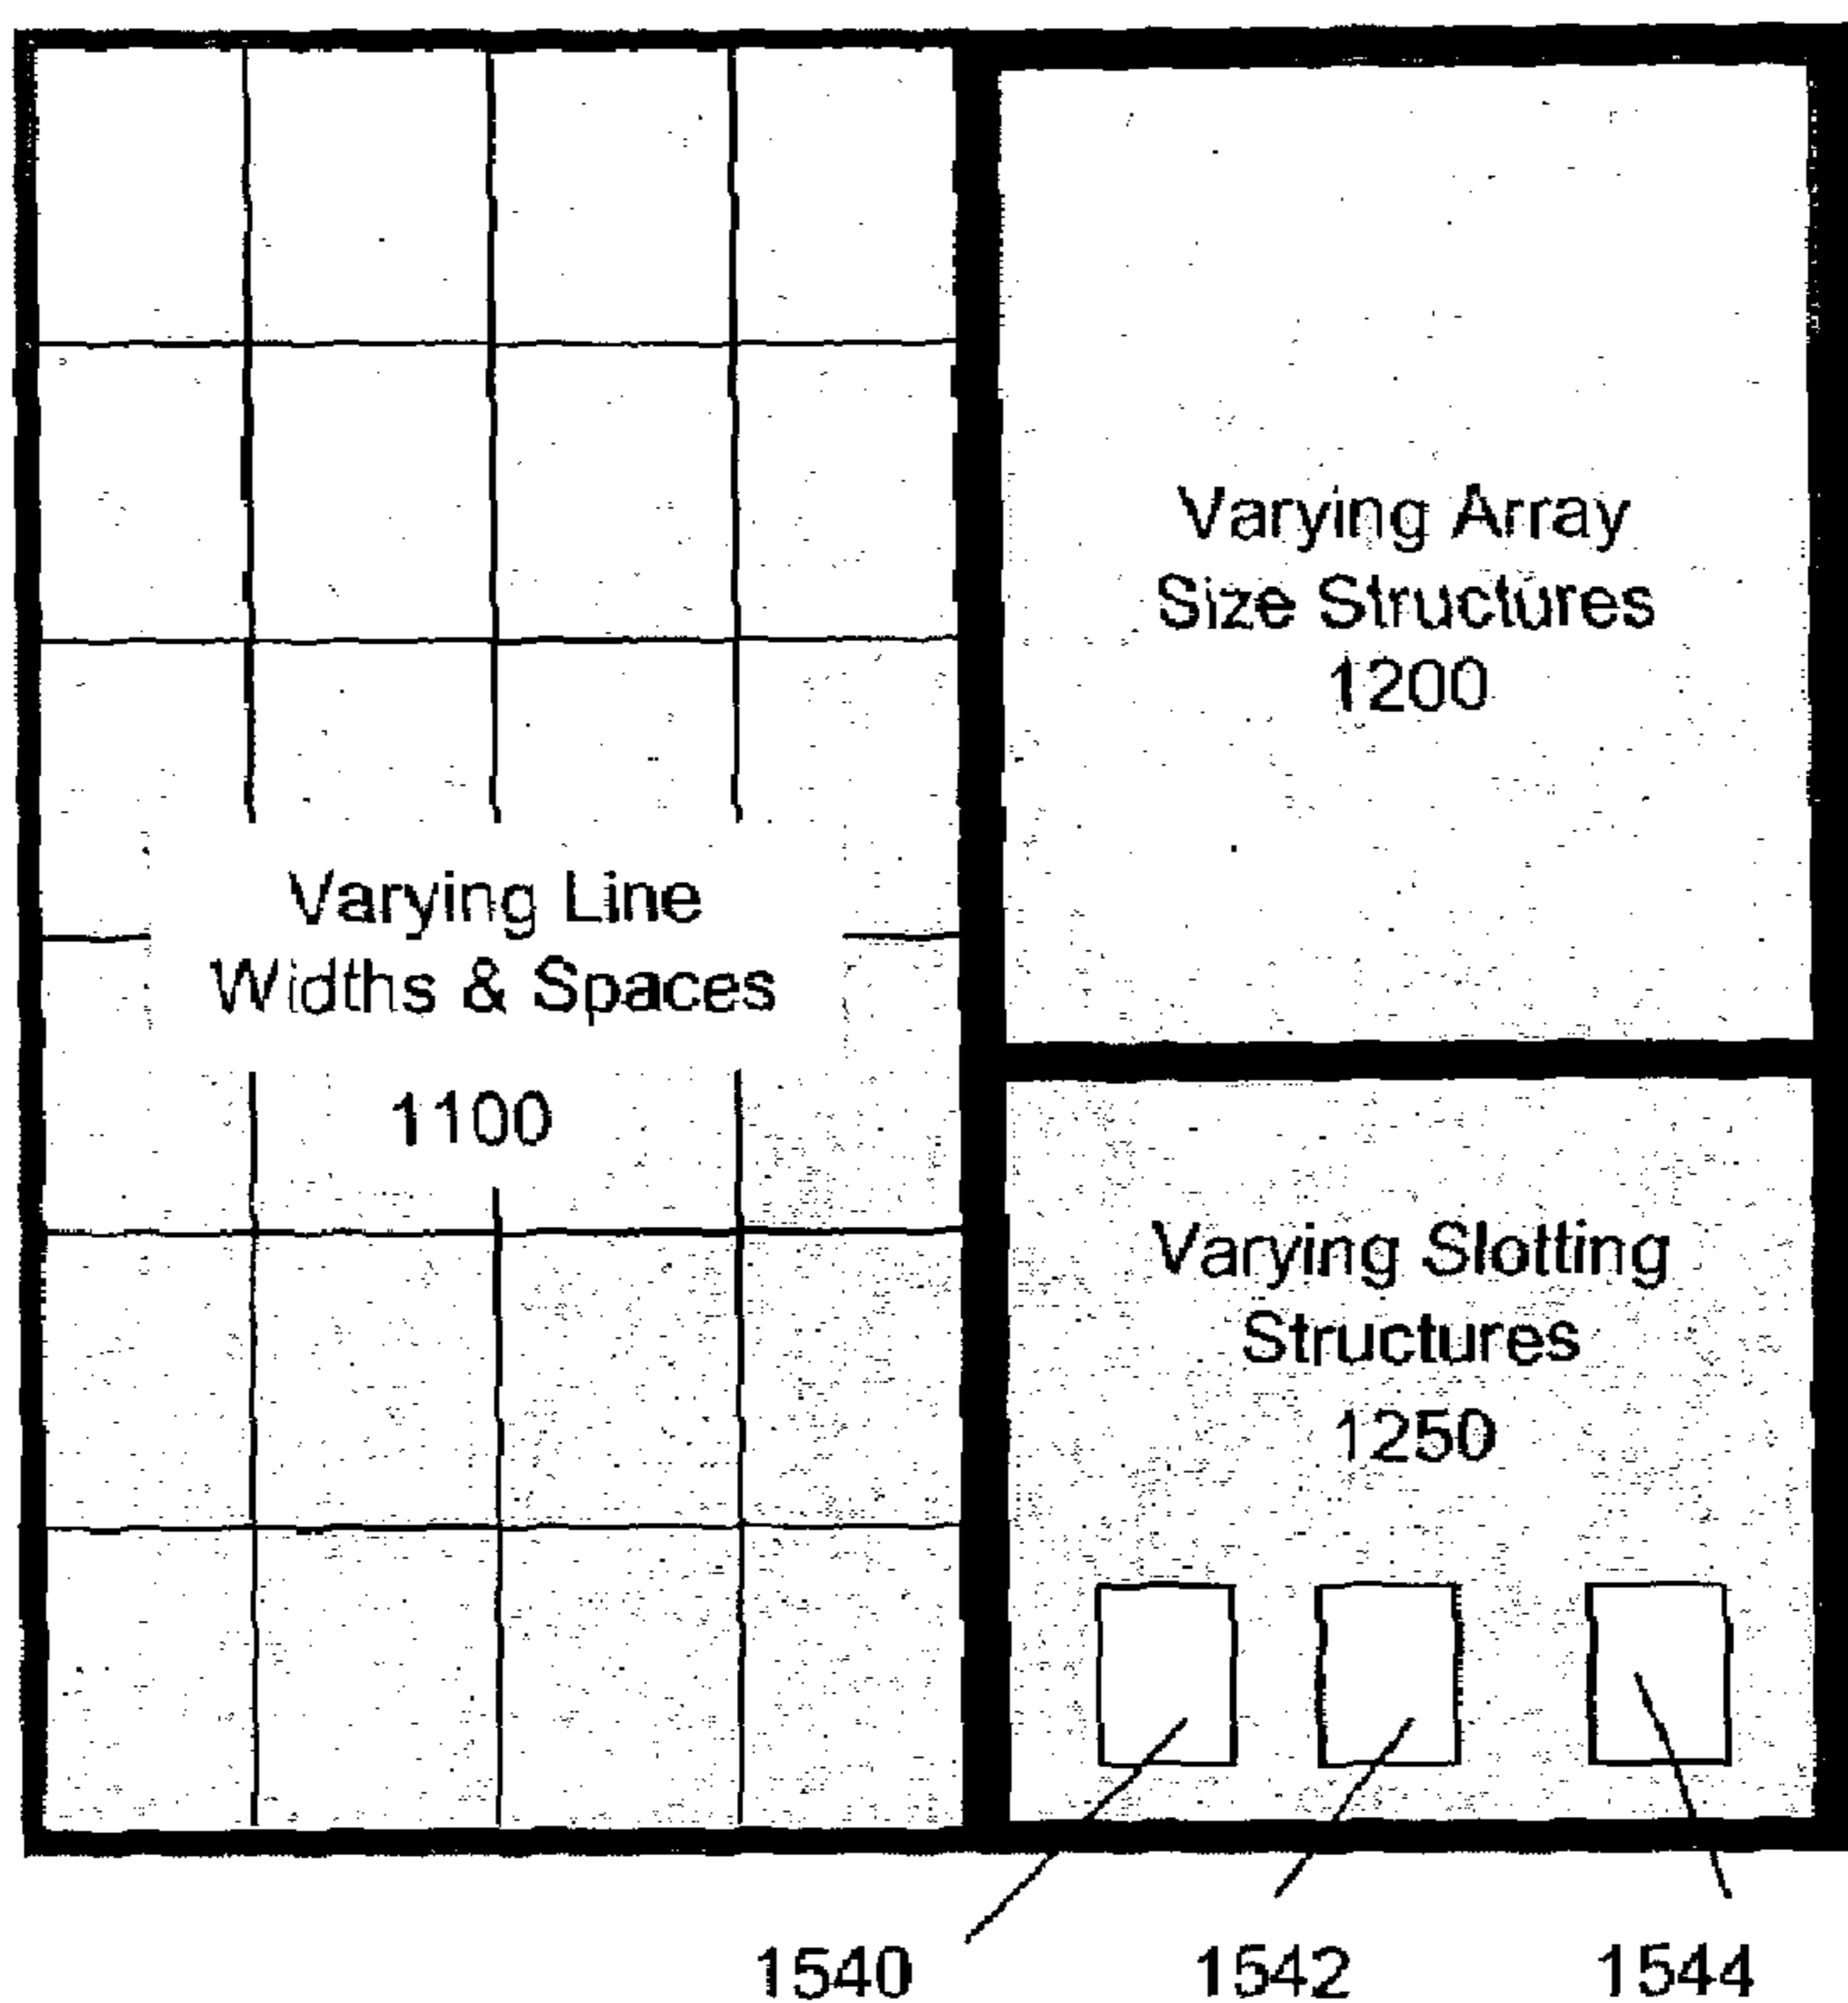 Varying Line
Widths & Spaces
1100
Varying Array
Size Structures
1200
Varying Slotting
Structures
1250
1540
1542
1544